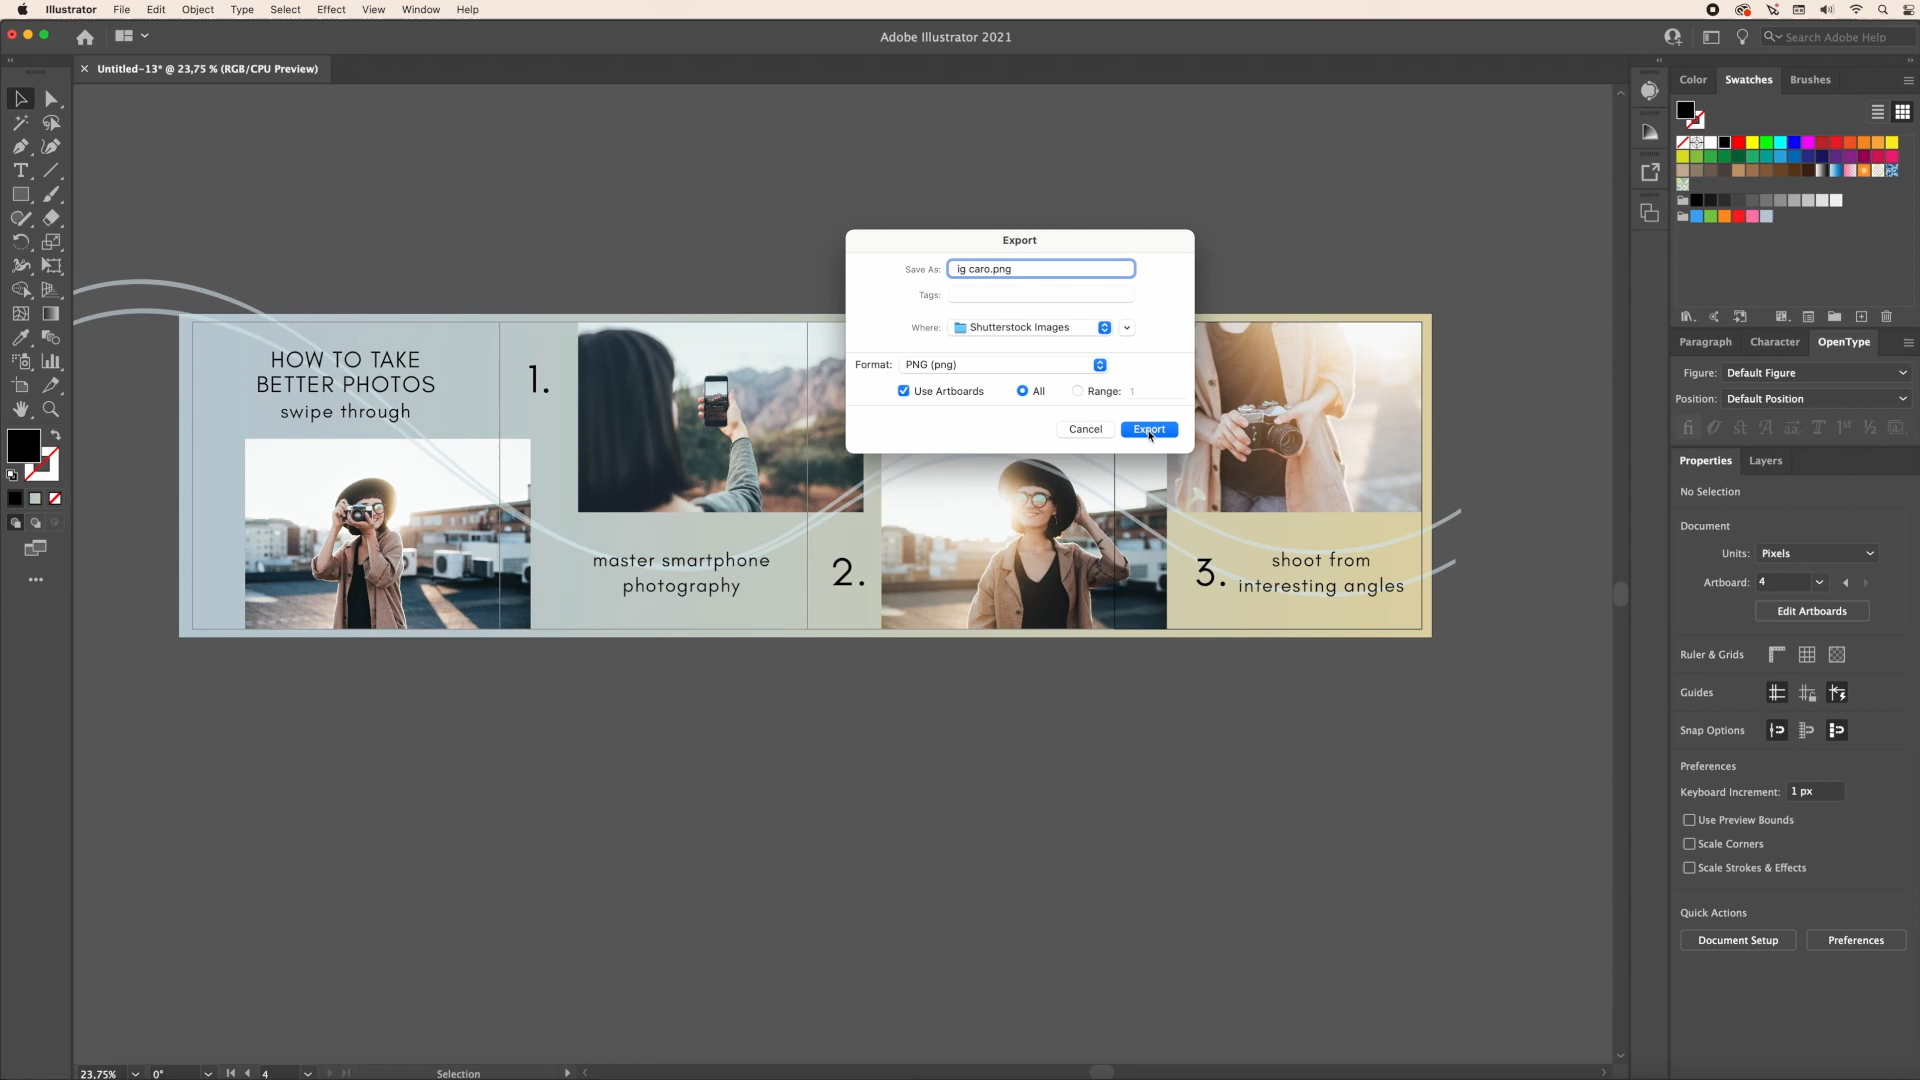 Illustrator File Edit Object Type Select Effect View Window Help
Adobe Illustrator 2021
Search Adobe Help
Untitled-13* @ 23,75 % (RGB/CPU Preview)
Color Swatches Brushes
Export
Save As: ig caro.png
Tags:
Where: Shutterstock Images
Format: PNG (png)
Use Artboards All Range: 1
Cancel Export
HOW TO TAKE
BETTER PHOTOS
swipe through
1.
master smartphone
photography
2.
3.
shoot from
interesting angles
Paragraph Character OpenType
Figure: Default Figure
Position: Default Position
Properties Layers
No Selection
Document
Units: Pixels
Artboard: 4
Edit Artboards
Ruler & Grids
Guides
Snap Options
Preferences
Keyboard Increment: 1 px
Use Preview Bounds
Scale Corners
Scale Strokes & Effects
Quick Actions
Document Setup Preferences
23,75% 0° 4 Selection